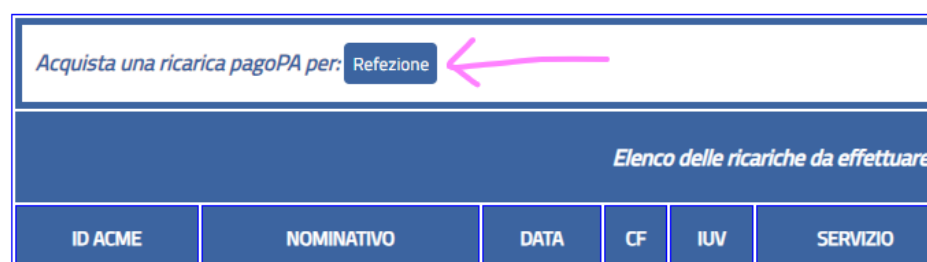 Acquista una ricarica pagoPA per: Refezione
Elenco delle ricariche da effettuare
ID ACME NOMINATIVO DATA CF IUV SERVIZIO